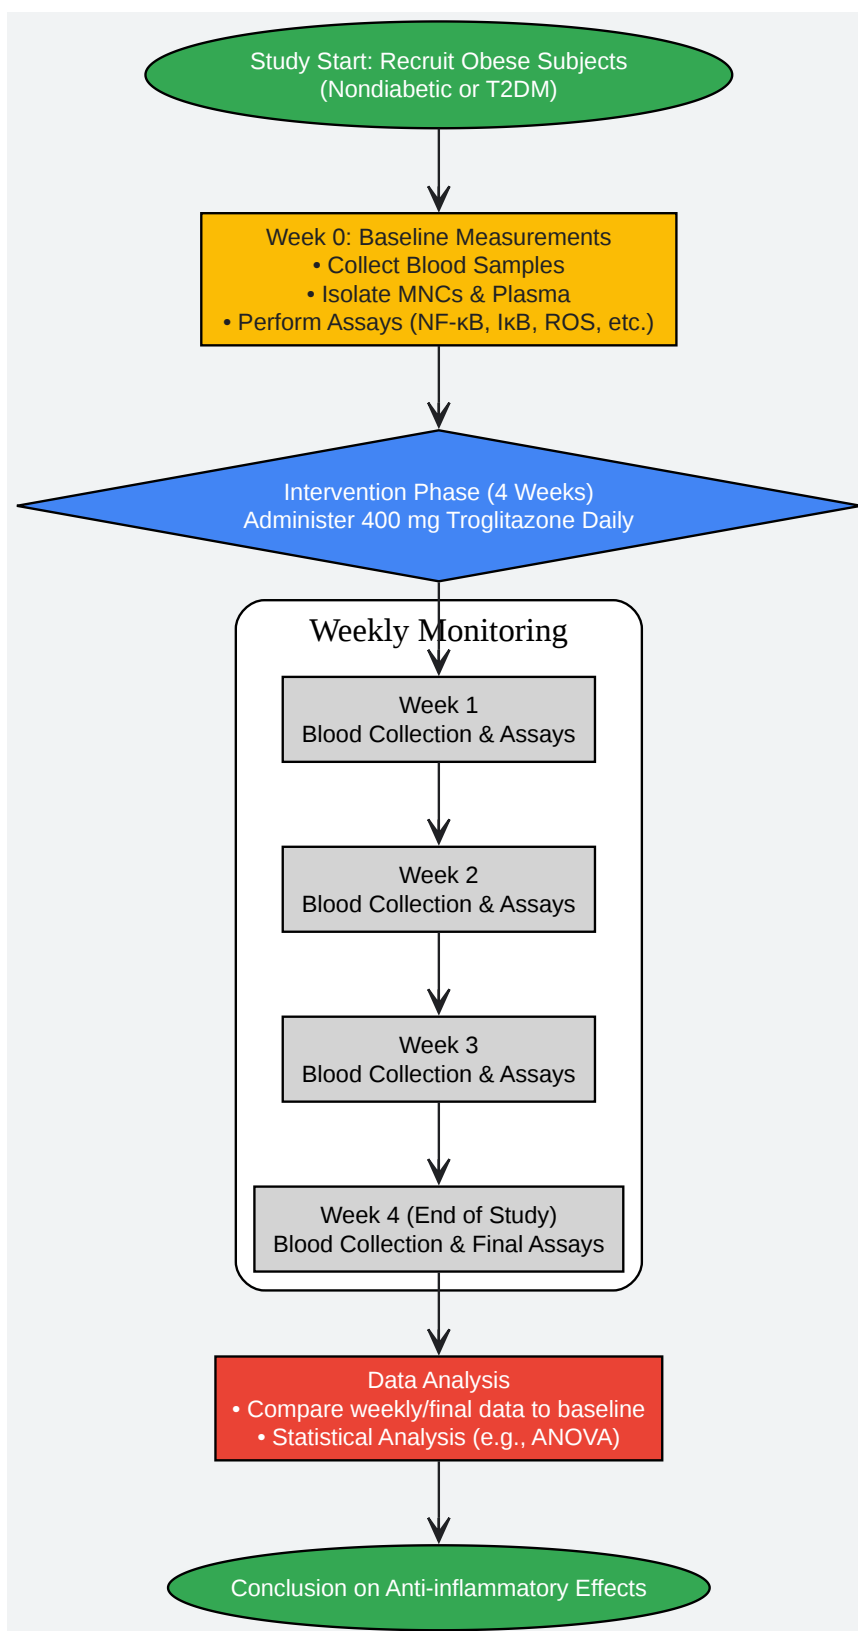 Study Start: Recruit Obese Subjects
(Nondiabetic or T2DM)
Week 0: Baseline Measurements
• Collect Blood Samples
• Isolate MNCs & Plasma
• Perform Assays (NF-κB, IκB, ROS, etc.)
Intervention Phase (4 Weeks)
Administer 400 mg Troglitazone Daily
Weekly Monitoring
Week 1
Blood Collection & Assays
Week 2
Blood Collection & Assays
Week 3
Blood Collection & Assays
Week 4 (End of Study)
Blood Collection & Final Assays
Data Analysis
• Compare weekly/final data to baseline
• Statistical Analysis (e.g., ANOVA)
Conclusion on Anti-inflammatory Effects